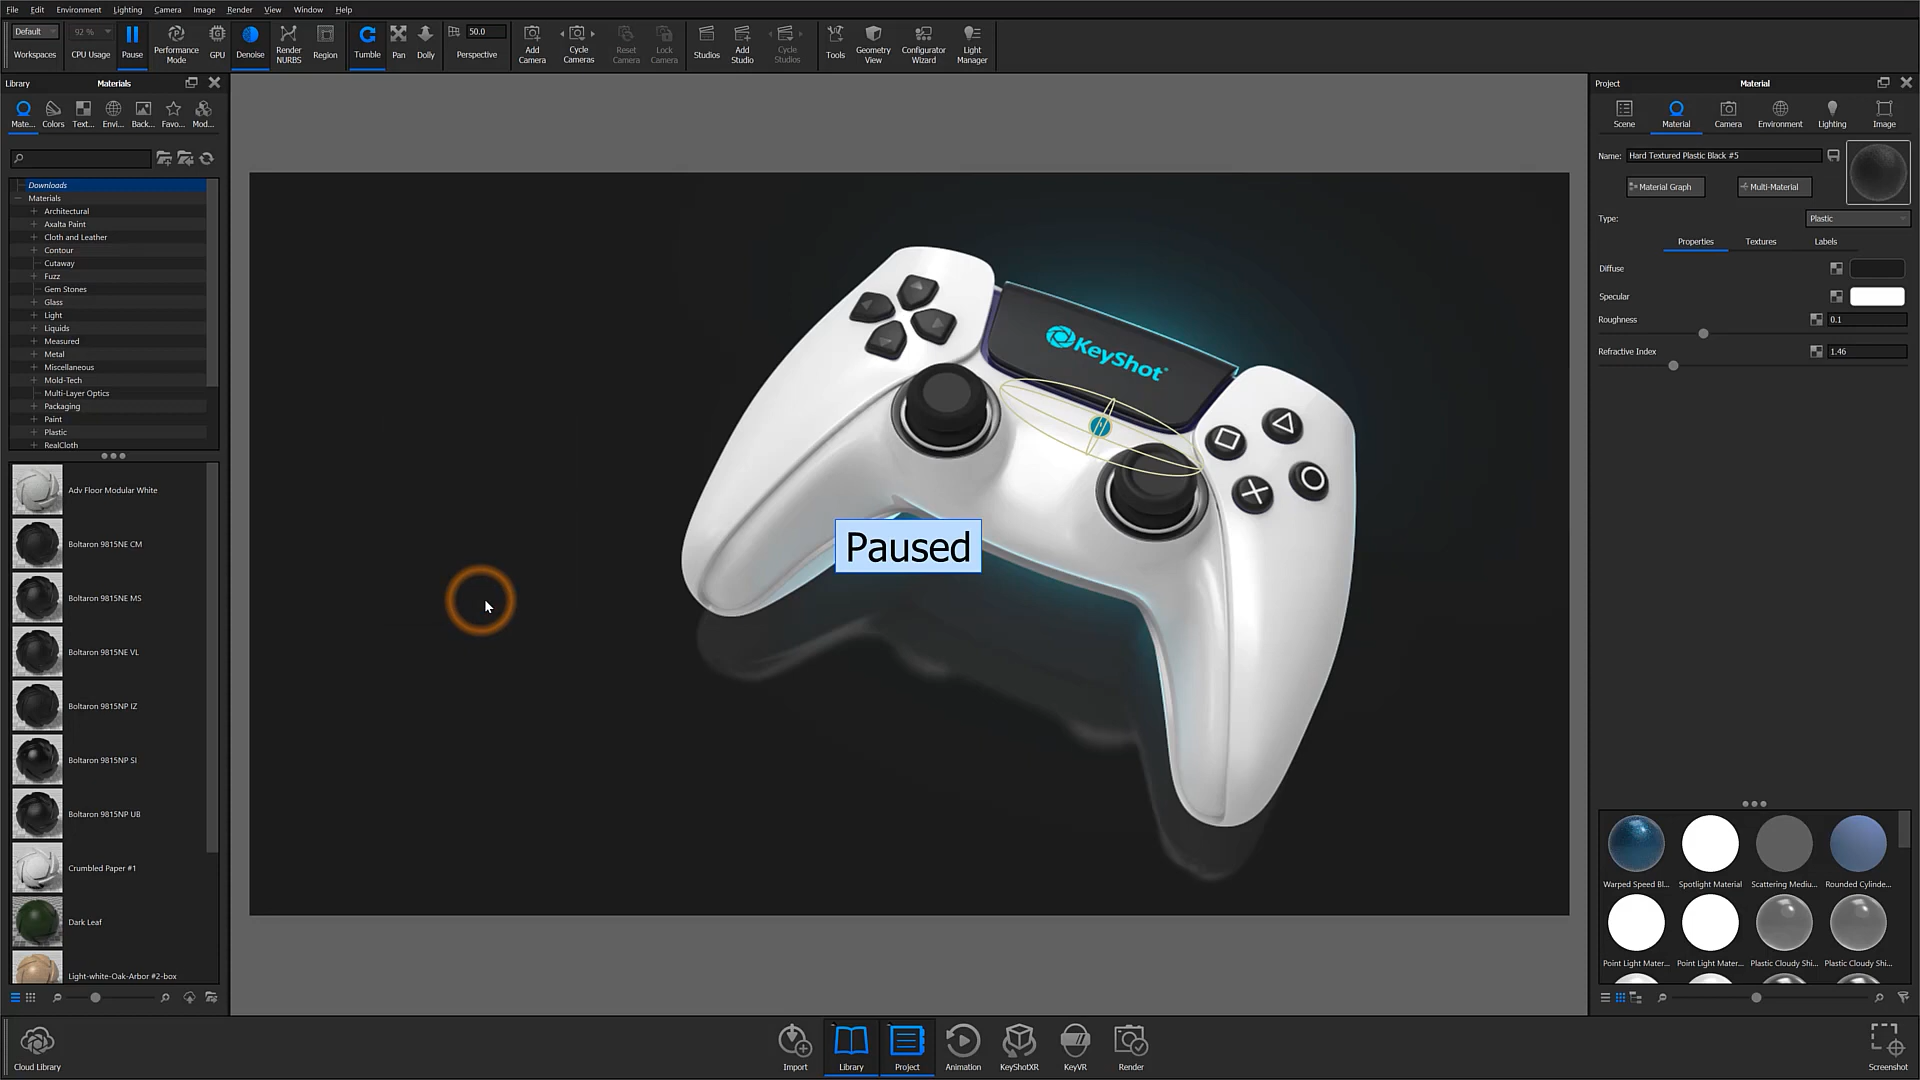 File Edit Environment Lighting Camera Image Render View Window Help
Default 92 % 50.0
Workspaces CPU Usage Pause Performance Mode GPU Denoise Render NURBS Region Tumble Pan Dolly Perspective Add Camera Cycle Cameras Reset Camera Lock Camera Studios Add Studio Cycle Studios Tools Geometry View Configurator Wizard Light Manager
Library Materials
Mate... Colors Text... Envi... Back... Favo... Mod...
Downloads
Materials
Architectural
Axalta Paint
Cloth and Leather
Contour
Cutaway
Fuzz
Gem Stones
Glass
Light
Liquids
Measured
Metal
Miscellaneous
Mold-Tech
Multi-Layer Optics
Packaging
Paint
Plastic
RealCloth
Adv Floor Modular White
Boltaron 9815NE CM
Boltaron 9815NE MS
Boltaron 9815NE VL
Boltaron 9815NP IZ
Boltaron 9815NP SI
Boltaron 9815NP UB
Crumbled Paper #1
Dark Leaf
Light-white-Oak-Arbor #2-box
KeyShot
Paused
Project Material
Scene Material Camera Environment Lighting Image
Name: Hard Textured Plastic Black #5
Material Graph Multi-Material
Type: Plastic
Properties Textures Labels
Diffuse
Specular
Roughness 0.1
Refractive Index 1.46
Warped Speed Bl... Spotlight Material Scattering Mediu... Rounded Cylinde...
Point Light Mater... Point Light Mater... Plastic Cloudy Shi... Plastic Cloudy Shi...
Cloud Library Import Library Project Animation KeyShotXR KeyVR Render Screenshot